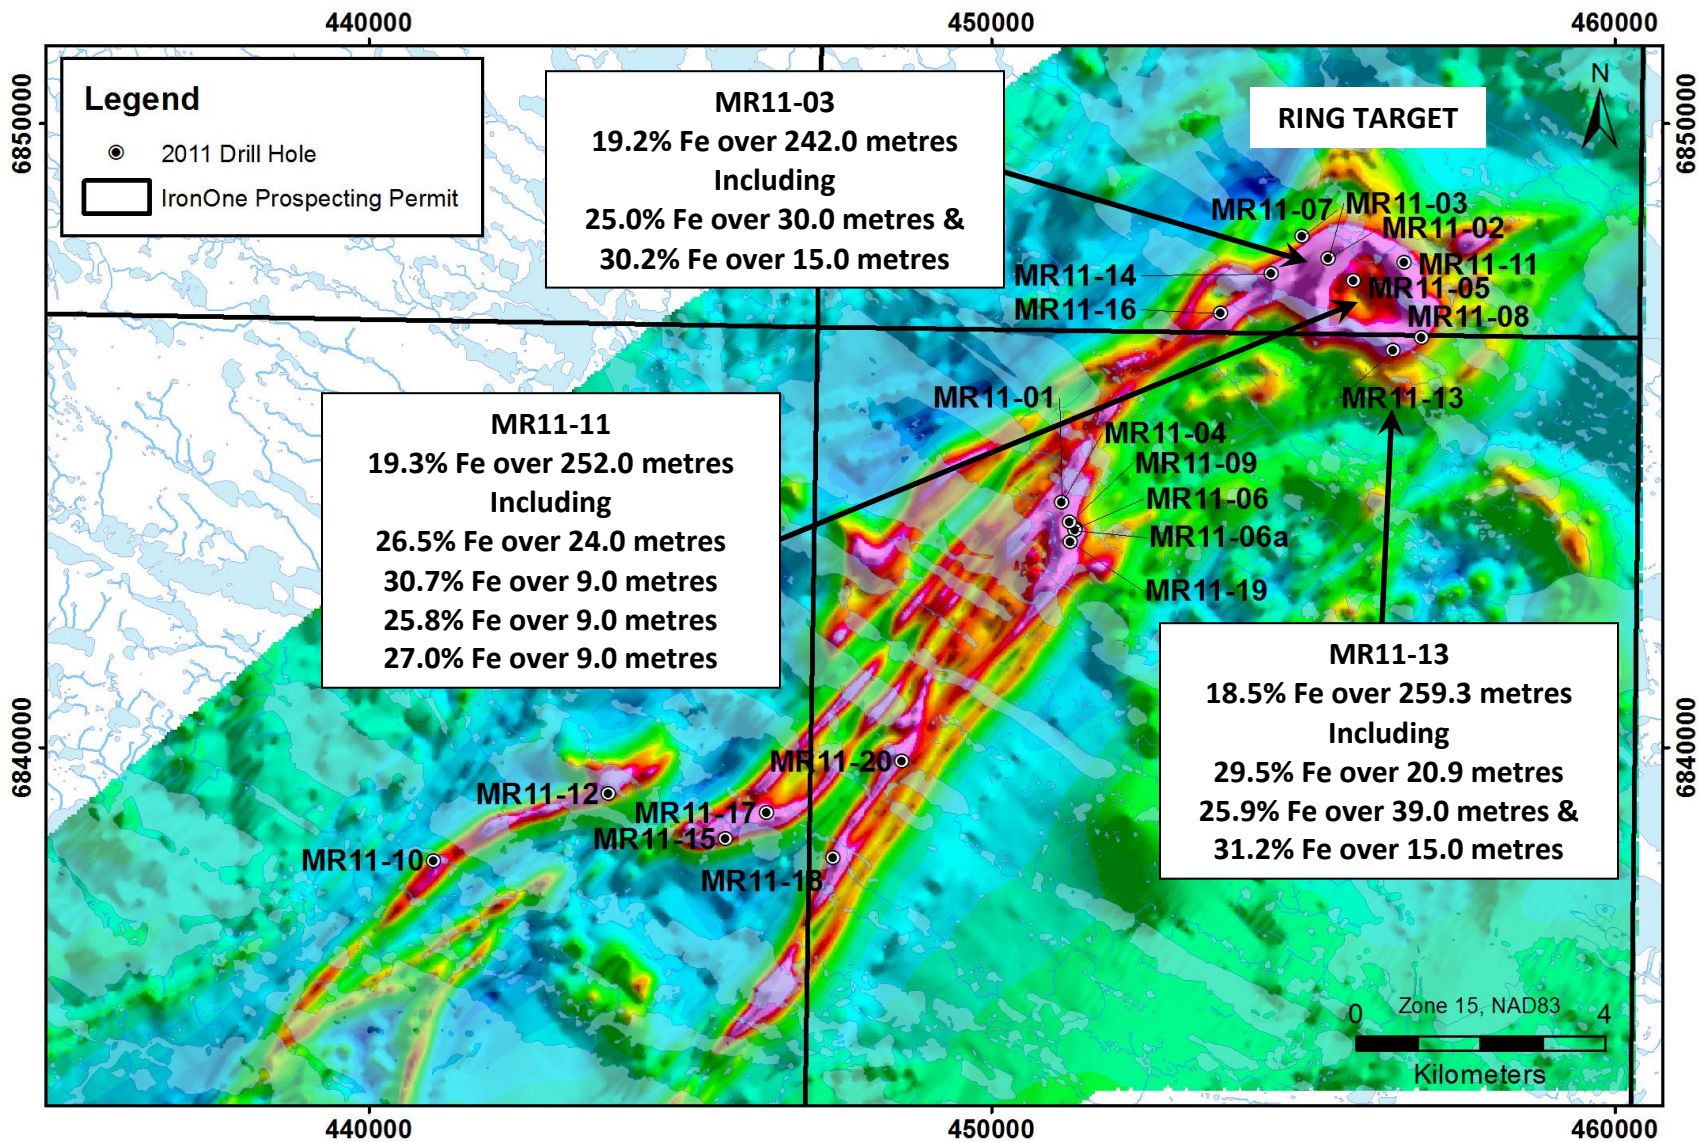 440000
450000
460000
6850000
6850000
Legend
2011 Drill Hole
IronOne Prospecting Permit
MR11-03
19.2% Fe over 242.0 metres
Including
25.0% Fe over 30.0 metres &
30.2% Fe over 15.0 metres
RING TARGET
N
MR11-07
MR11-03
MR11-02
MR11-14
MR11-11
MR11-05
MR11-16
MR11-08
MR11-01
MR11-13
MR11-04
MR11-09
MR11-06
MR11-06a
MR11-19
MR11-11
19.3% Fe over 252.0 metres
Including
26.5% Fe over 24.0 metres
30.7% Fe over 9.0 metres
25.8% Fe over 9.0 metres
27.0% Fe over 9.0 metres
MR11-13
18.5% Fe over 259.3 metres
Including
29.5% Fe over 20.9 metres
25.9% Fe over 39.0 metres &
31.2% Fe over 15.0 metres
6840000
6840000
MR11-20
MR11-12
MR11-17
MR11-15
MR11-10
MR11-18
Zone 15, NAD83
0 4
Kilometers
440000
450000
460000